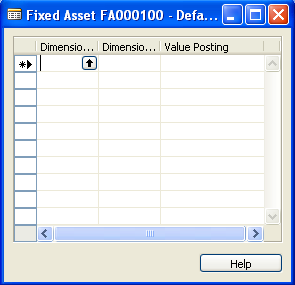 Fixed Asset FA000100 - Defa...
Dimensio... Dimensio... Value Posting
Help